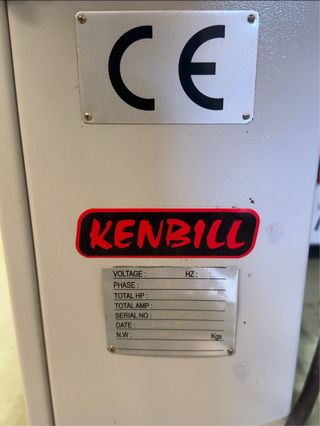 CE
KENBILL
VOLTAGE : HZ :
PHASE :
TOTAL HP :
TOTAL AMP :
SERIAL NO :
DATE :
N.W : Kgs